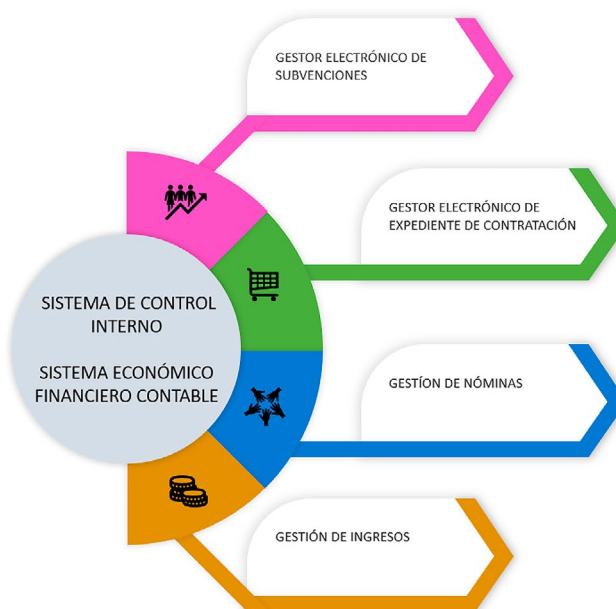 GESTOR ELECTRÓNICO DE
SUBVENCIONES
GESTOR ELECTRÓNICO DE
EXPEDIENTE DE CONTRATACIÓN
SISTEMA DE CONTROL
INTERNO
SISTEMA ECONÓMICO
FINANCIERO CONTABLE
GESTÍON DE NÓMINAS
GESTIÓN DE INGRESOS